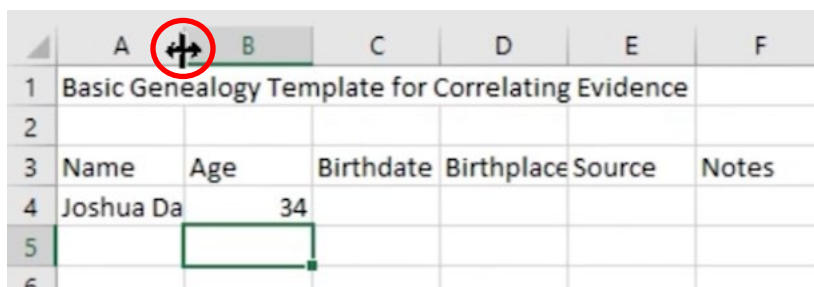 A B C D E F
1 Basic Genealogy Template for Correlating Evidence
2
3 Name Age Birthdate Birthplace Source Notes
4 Joshua Da 34
5
6